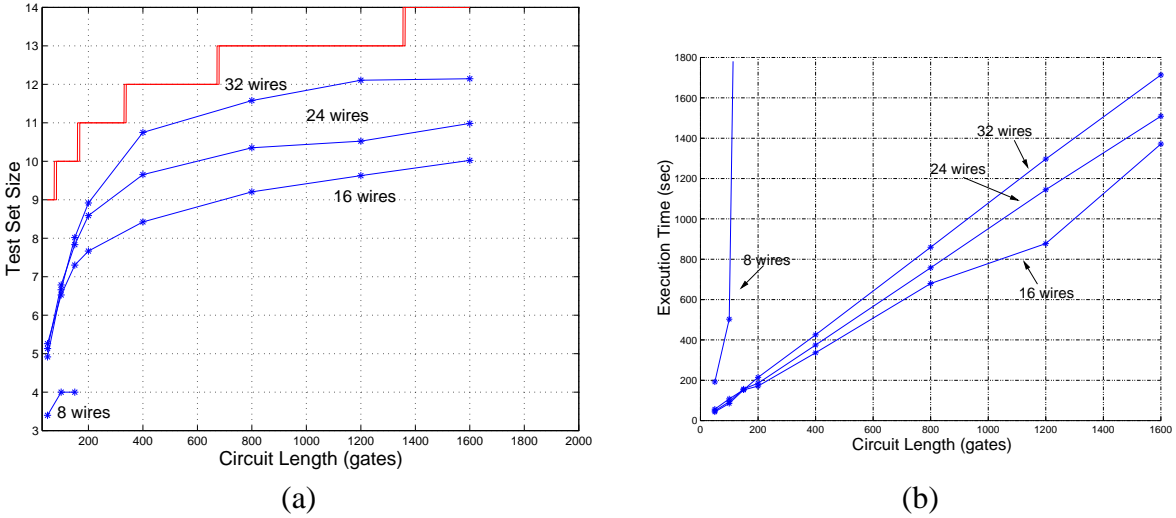 14
13
12
11
10
9
8
7
6
5
4
3
Test Set Size
32 wires
24 wires
16 wires
8 wires
200 400 600 800 1000 1200 1400 1600 1800 2000
Circuit Length (gates)
(a)
1800
1600
1400
1200
1000
800
600
400
200
0
Execution Time (sec)
32 wires
24 wires
8 wires
16 wires
0 200 400 600 800 1000 1200 1400 1600
Circuit Length (gates)
(b)